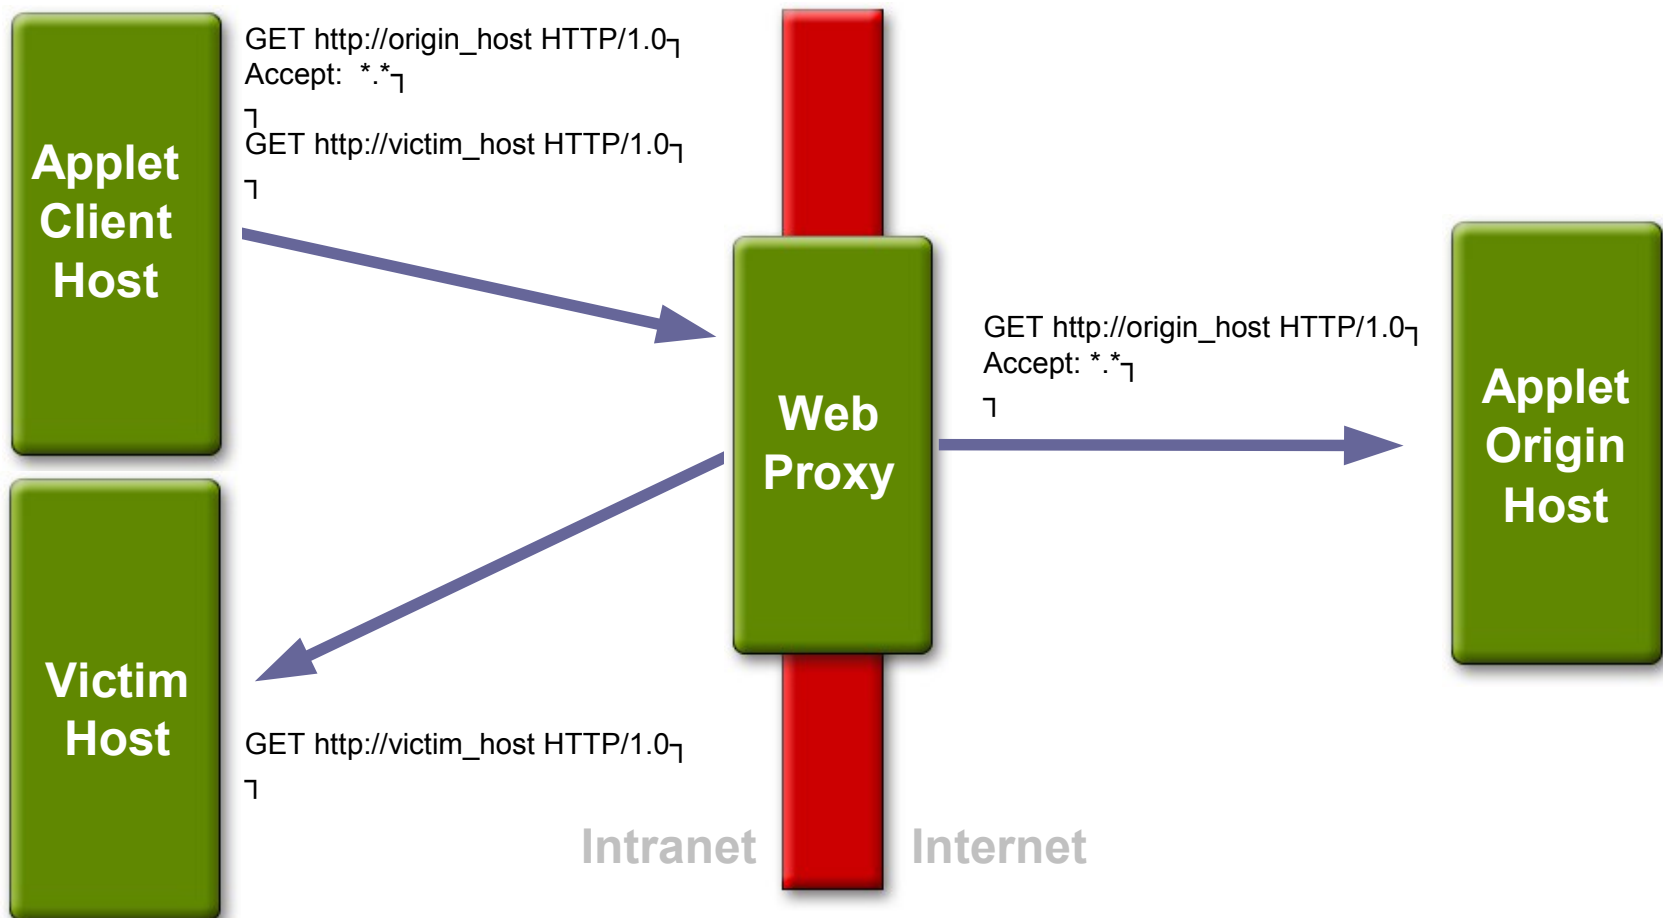 GET http://origin_host HTTP/1.0┐
Accept:  *.*┐
┐
GET http://victim_host HTTP/1.0┐
┐
Applet
Client
Host
GET http://origin_host HTTP/1.0┐
Accept: *.*┐
┐
Web
Proxy
Applet
Origin
Host
Victim
Host
GET http://victim_host HTTP/1.0┐
┐
Intranet
Internet